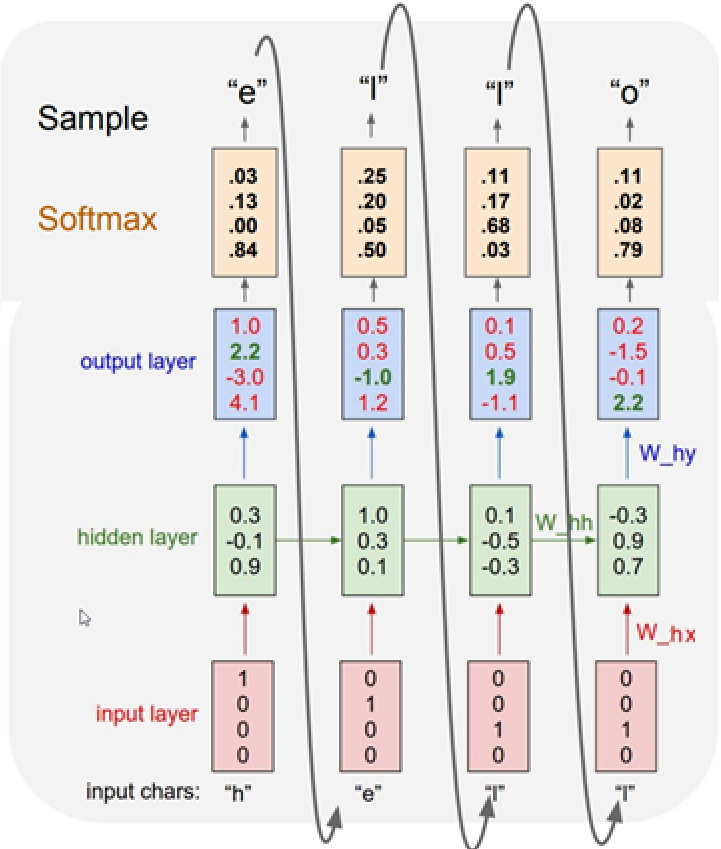 “e” “l” “l” “o”
Sample
Softmax
.03 .25 .11 .11
.13 .20 .17 .02
.00 .05 .68 .08
.84 .50 .03 .79
output layer
1.0 0.5 0.1 0.2
2.2 0.3 0.5 -1.5
-3.0 -1.0 1.9 -0.1
4.1 1.2 -1.1 2.2
W_hy
hidden layer
0.3 1.0 0.1 -0.3
-0.1 0.3 -0.5 0.9
0.9 0.1 -0.3 0.7
W_hh
W_hx
input layer
1 0 0 0
0 1 0 0
0 0 1 1
0 0 0 0
input chars: “h” “e” “l” “l”